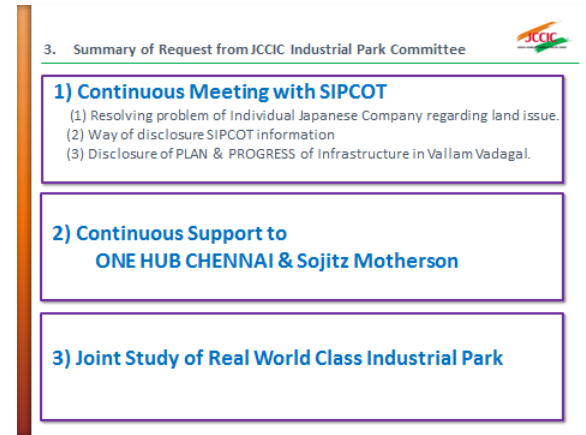 JCCIC
3. Summary of Request from JCCIC Industrial Park Committee
1) Continuous Meeting with SIPCOT
(1) Resolving problem of Individual Japanese Company regarding land issue.
(2) Way of disclosure SIPCOT information
(3) Disclosure of PLAN & PROGRESS of Infrastructure in Vallam Vadagal.
2) Continuous Support to
ONE HUB CHENNAI & Sojitz Motherson
3) Joint Study of Real World Class Industrial Park